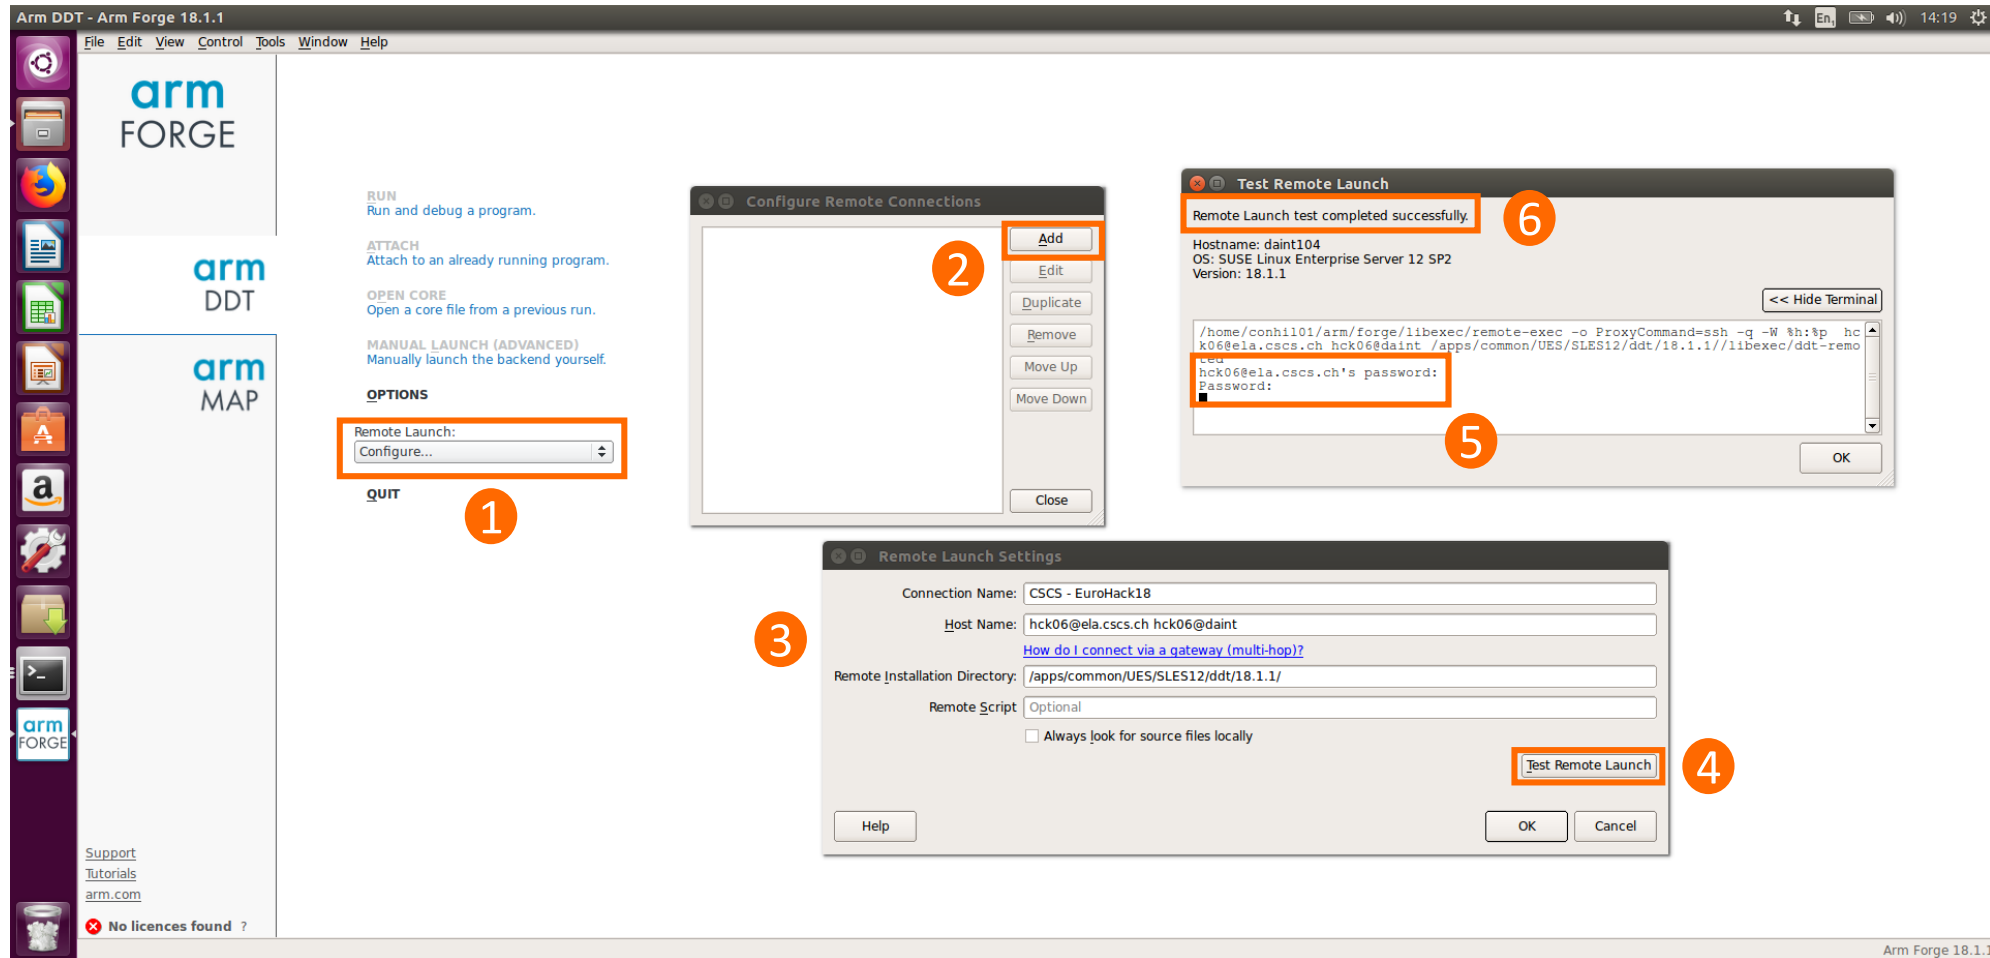 Arm DDT - Arm Forge 18.1.1
En1 14:19
File Edit View Control Tools Window Help
arm
FORGE
arm
DDT
arm
MAP
RUN
Run and debug a program.
ATTACH
Attach to an already running program.
OPEN CORE
Open a core file from a previous run.
MANUAL LAUNCH (ADVANCED)
Manually launch the backend yourself.
OPTIONS
Remote Launch:
Configure...
QUIT
1
Configure Remote Connections
Add
Edit
Duplicate
Remove
Move Up
Move Down
Close
2
Remote Launch Settings
Connection Name: CSCS - EuroHack18
Host Name: hck06@ela.cscs.ch hck06@daint
How do I connect via a gateway (multi-hop)?
Remote Installation Directory: /apps/common/UES/SLES12/ddt/18.1.1/
Remote Script Optional
Always look for source files locally
Test Remote Launch
Help OK Cancel
3
4
Test Remote Launch
Remote Launch test completed successfully.
Hostname: daint104
OS: SUSE Linux Enterprise Server 12 SP2
Version: 18.1.1
<< Hide Terminal
/home/conhil01/arm/forge/libexec/remote-exec -o ProxyCommand=ssh -q -W %h:%p hc
k06@ela.cscs.ch hck06@daint /apps/common/UES/SLES12/ddt/18.1.1//libexec/ddt-remo
ted
hck06@ela.cscs.ch's password:
Password:
OK
5
6
a
>_
arm
FORGE
Support
Tutorials
arm.com
No licences found ?
Arm Forge 18.1.1